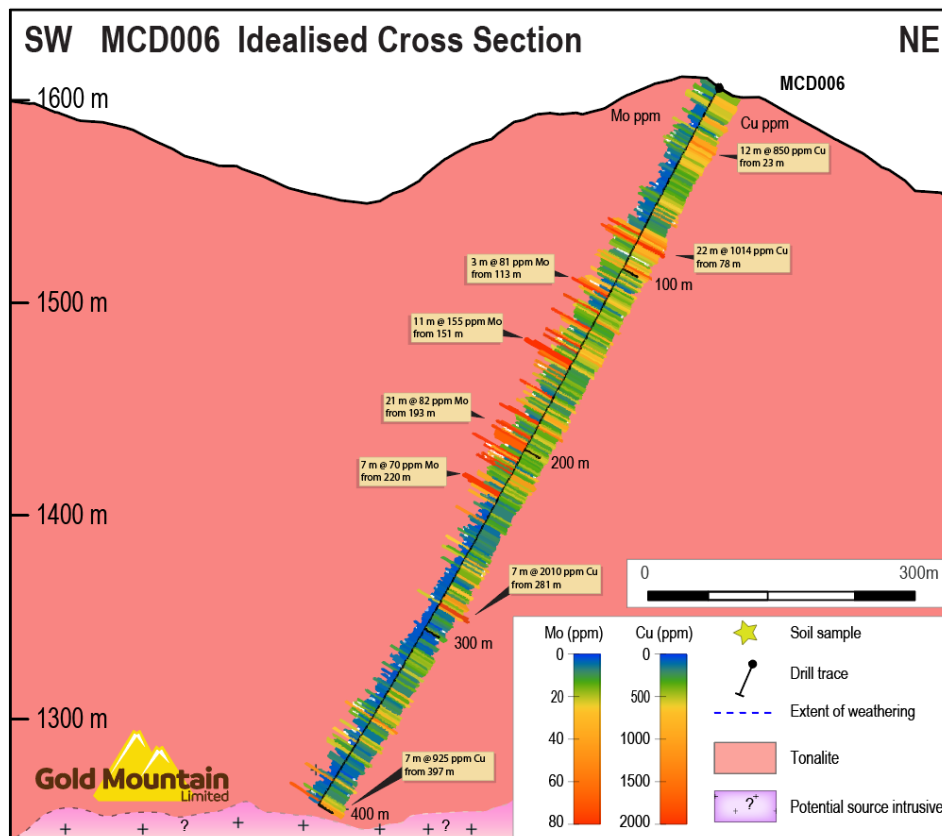 SW MCD006 Idealised Cross Section NE
MCD006
1600 m
Mo ppm
Cu ppm
12 m @ 850 ppm Cu
from 23 m
22 m @ 1014 ppm Cu
from 78 m
3 m @ 81 ppm Mo
from 113 m
100 m
1500 m
11 m @ 155 ppm Mo
from 151 m
21 m @ 82 ppm Mo
from 193 m
200 m
7 m @ 70 ppm Mo
from 220 m
1400 m
7 m @ 2010 ppm Cu
from 281 m
300 m
1300 m
7 m @ 925 ppm Cu
from 397 m
400 m
Gold Mountain
Limited
? ? ?
0 300m
Mo (ppm) Cu (ppm)
0 0
20 500
40 1000
60 1500
80 2000
Soil sample
Drill trace
Extent of weathering
Tonalite
? Potential source intrusive